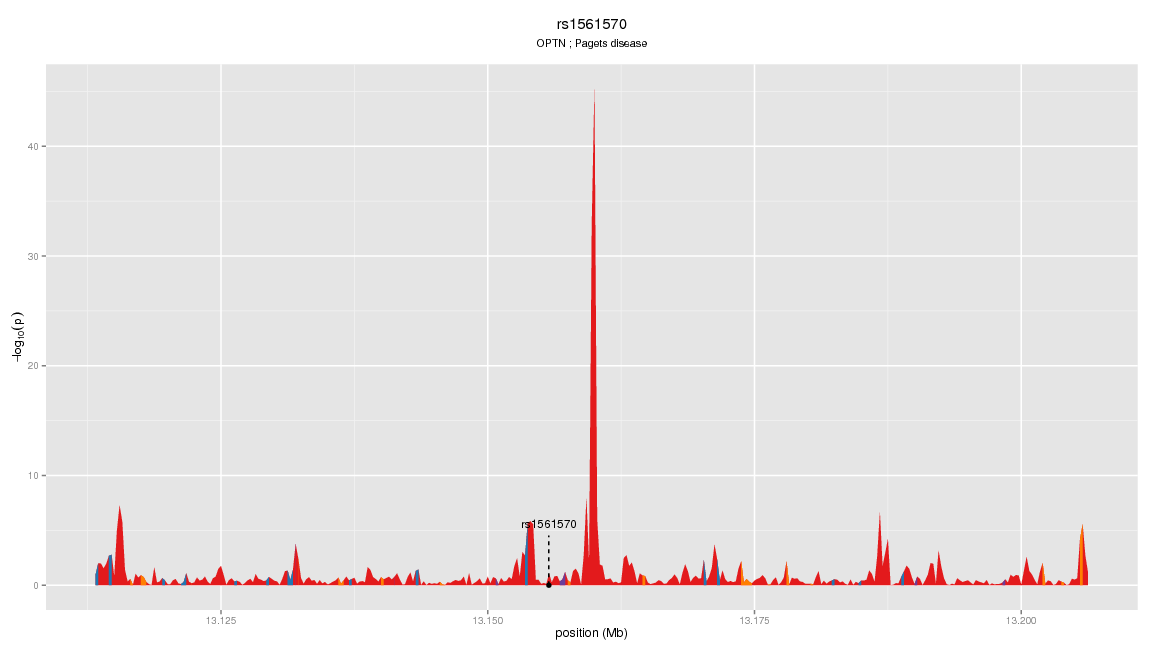 rs1561570
OPTN ; Pagets disease
40
30
20
10
0
−log10(p)
rs1561570
13.125
13.150
13.175
13.200
position (Mb)